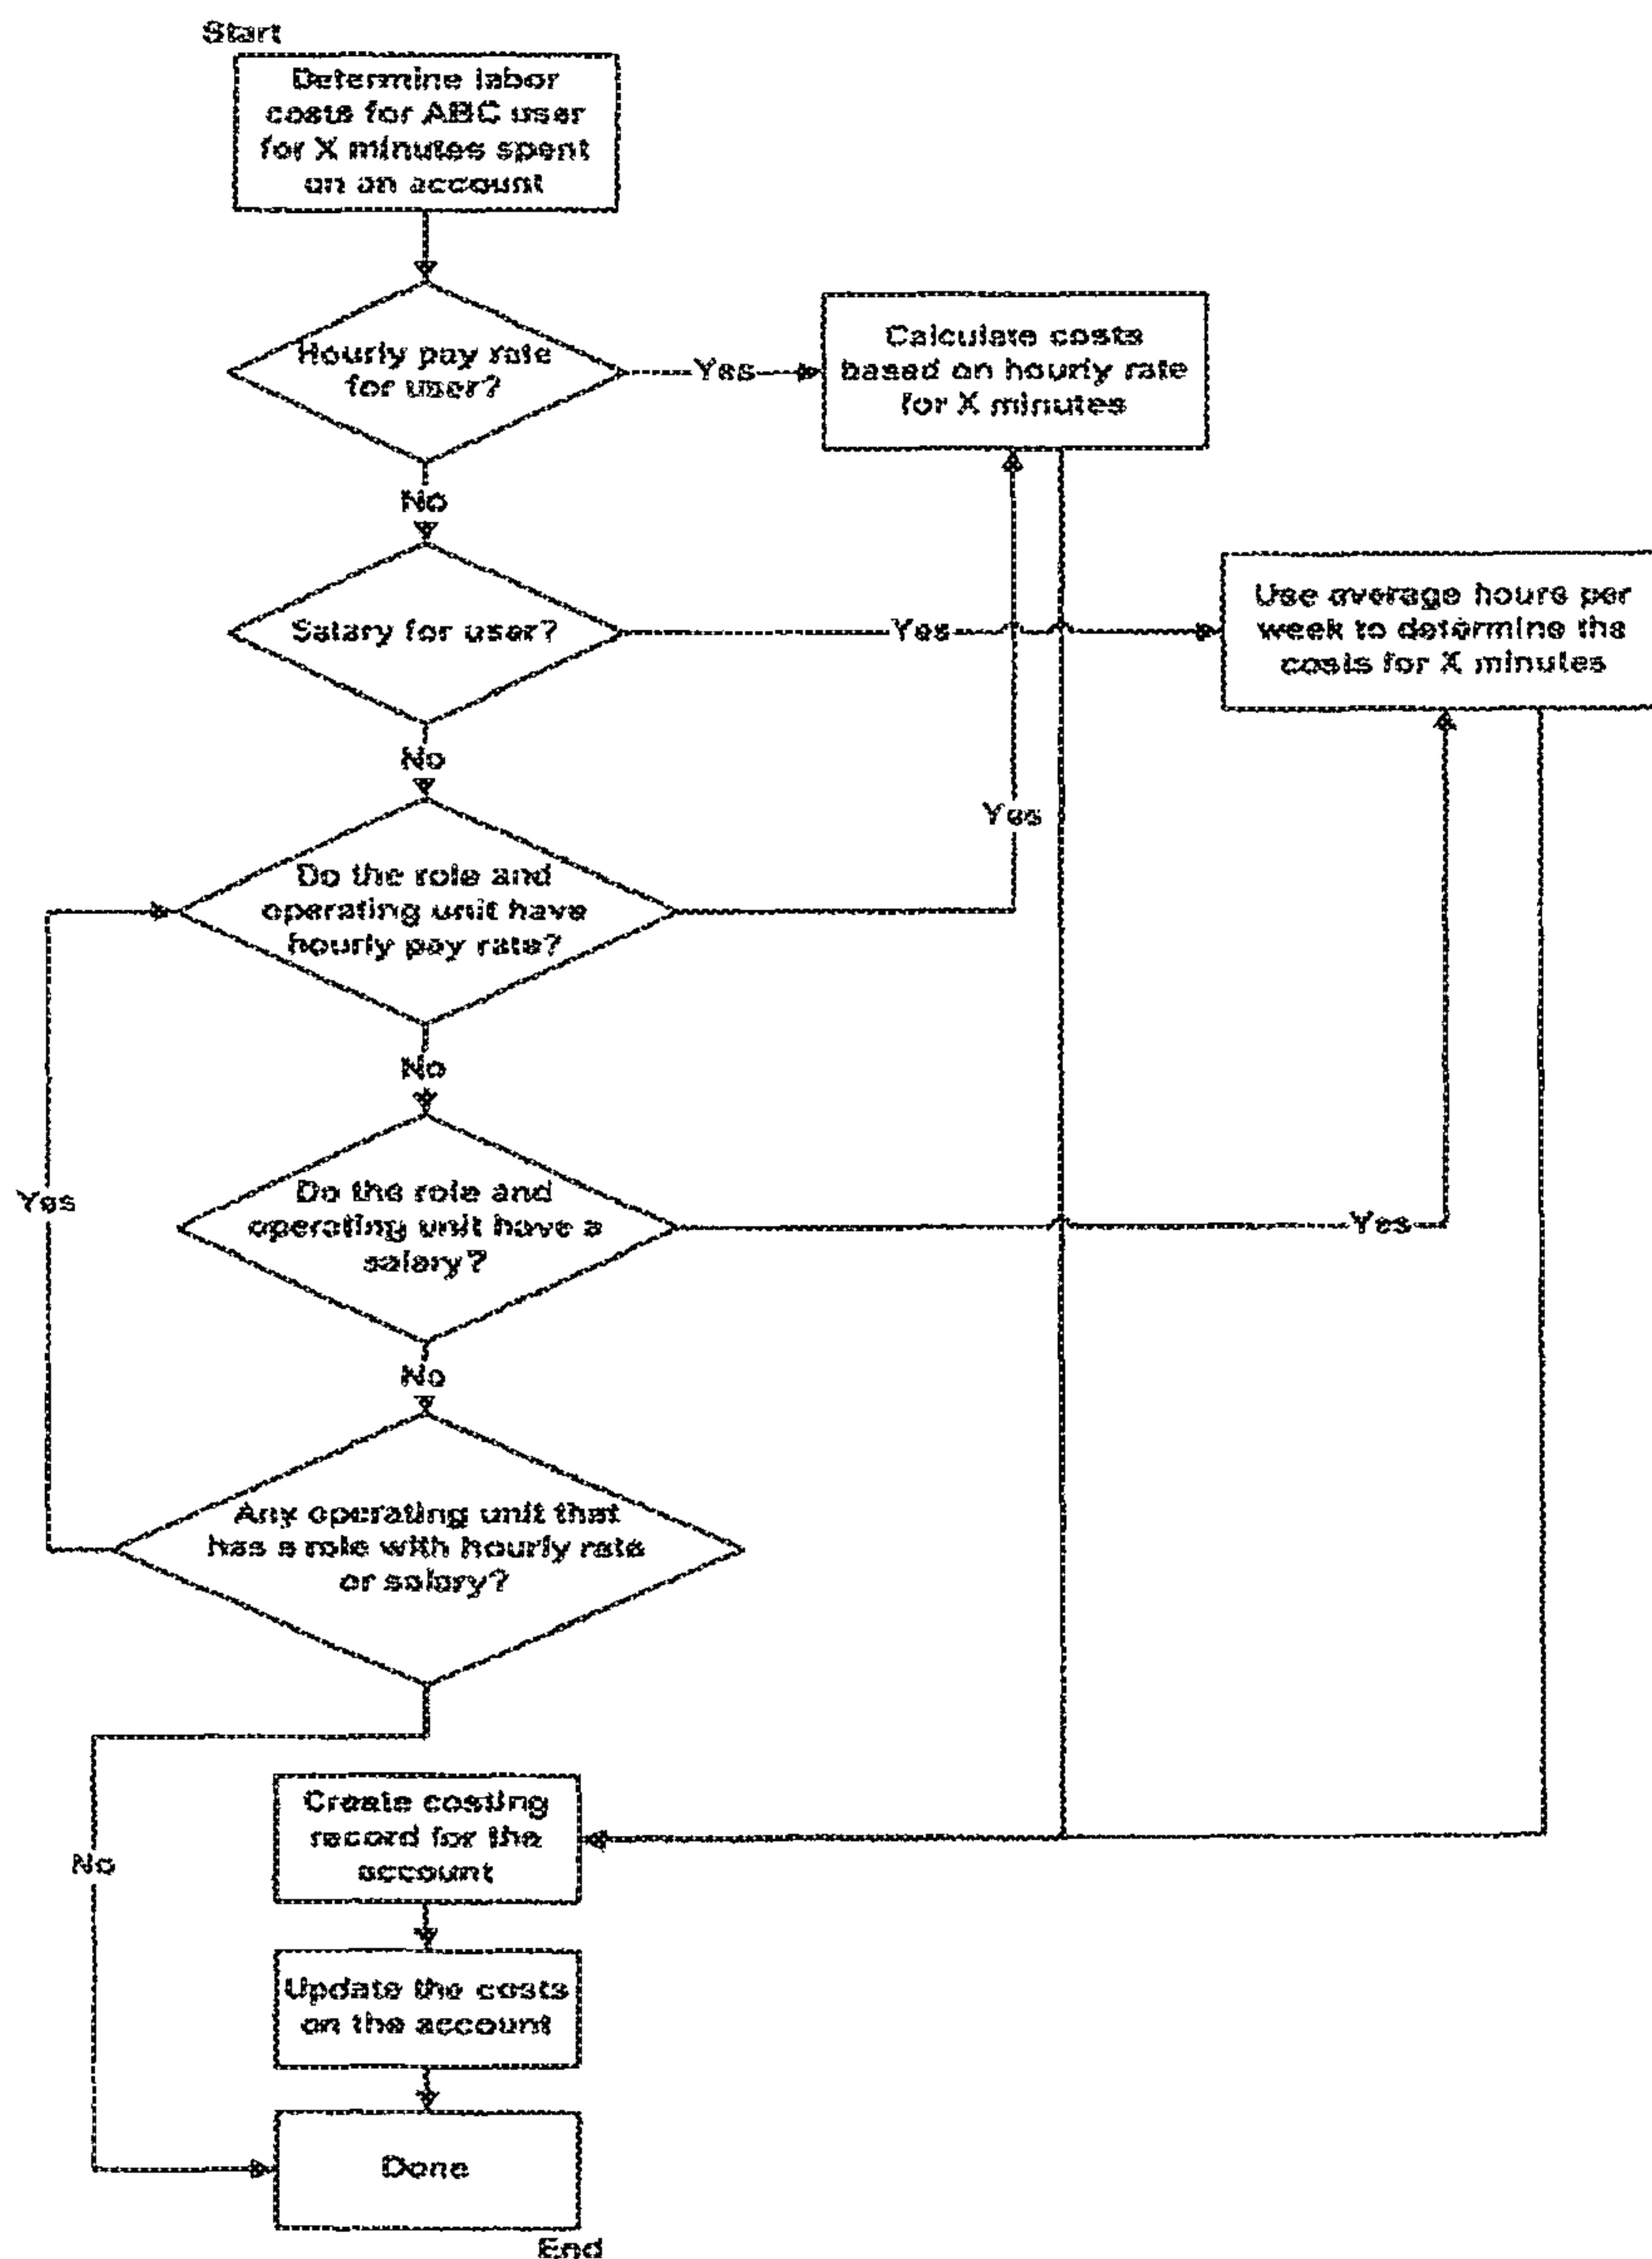 Start
Determine labor
costs for ABC user
for X minutes spent
on an account
Hourly pay rate
for user?
Yes
Calculate costs
based on hourly rate
for X minutes
No
Salary for user?
Yes
Use average hours per
week to determine the
costs for X minutes
No
Yes
Do the role and
operating unit have
hourly pay rate?
No
Yes
Do the role and
operating unit have a
salary?
Yes
No
Any operating unit that
has a role with hourly rate
or salary?
Create costing
record for the
account
No
Update the costs
on the account
Done
End